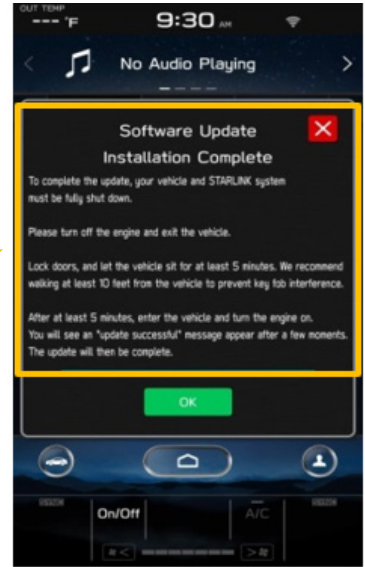 OUT TEMP
--- °F
9:30 AM
No Audio Playing
Software Update
Installation Complete
To complete the update, your vehicle and STARLINK system
must be fully shut down.
Please turn off the engine and exit the vehicle.
Lock doors, and let the vehicle sit for at least 5 minutes. We recommend
walking at least 10 feet from the vehicle to prevent key fob interference.
After at least 5 minutes, enter the vehicle and turn the engine on.
You will see an "update successful" message appear after a few moments.
The update will then be complete.
OK
SYNC
SYNC
On/Off
A/C